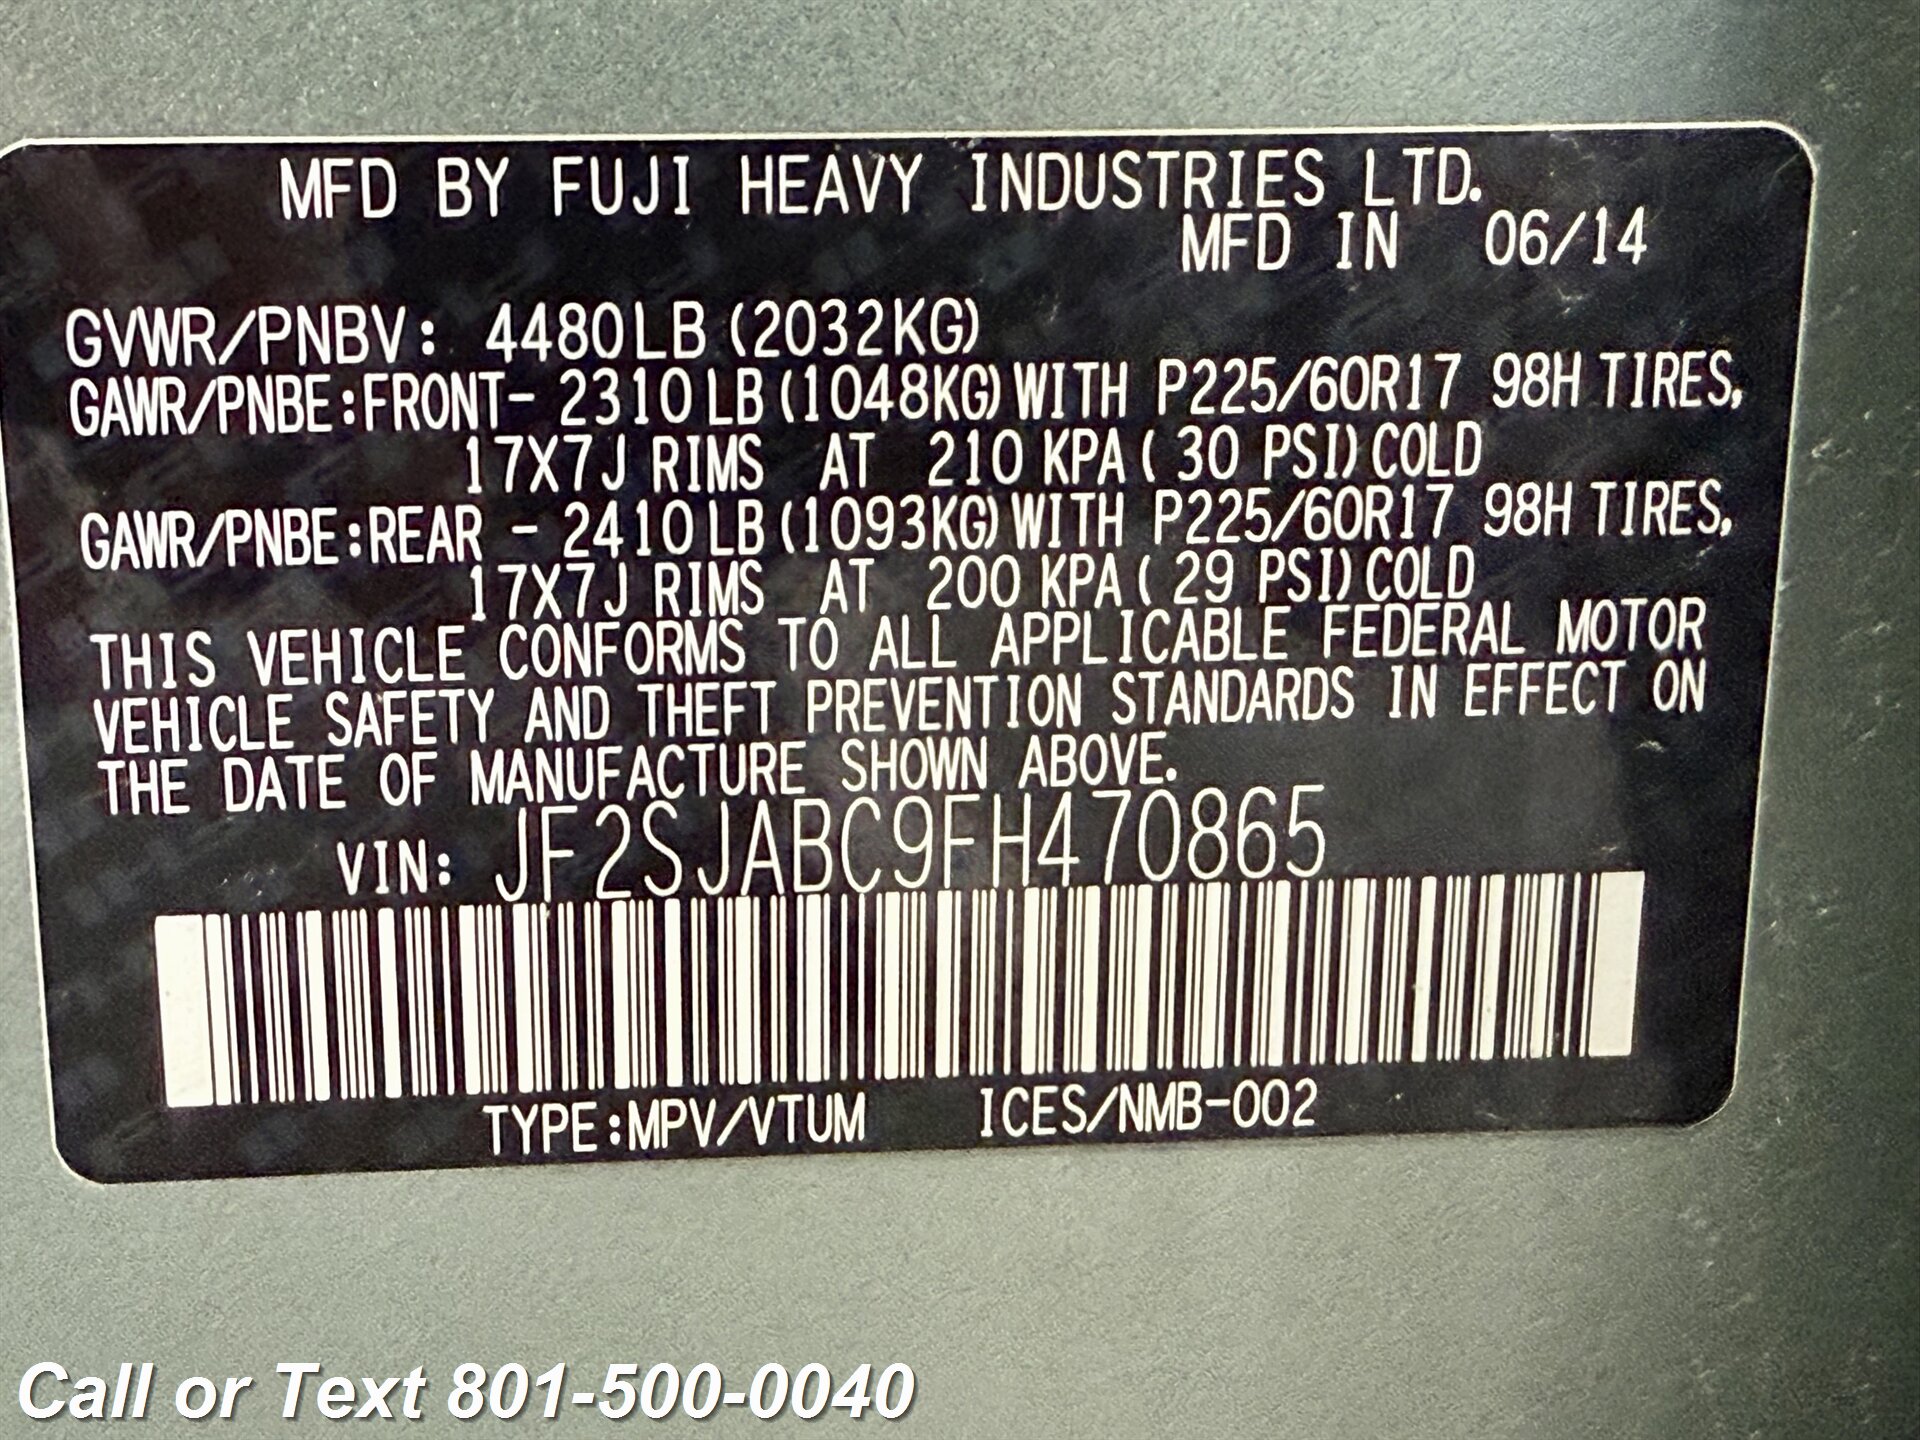 MFD BY FUJI HEAVY INDUSTRIES LTD.
MFD IN 06/14
GVWR/PNBV: 4480LB (2032KG)
GAWR/PNBE:FRONT- 2310LB(1048KG)WITH P225/60R17 98H TIRES,
17X7J RIMS AT 210 KPA( 30 PSI)COLD
GAWR/PNBE:REAR - 2410LB(1093KG)WITH P225/60R17 98H TIRES,
17X7J RIMS AT 200 KPA( 29 PSI)COLD
THIS VEHICLE CONFORMS TO ALL APPLICABLE FEDERAL MOTOR
VEHICLE SAFETY AND THEFT PREVENTION STANDARDS IN EFFECT ON
THE DATE OF MANUFACTURE SHOWN ABOVE.
VIN: JF2SJABC9FH470865
TYPE:MPV/VTUM ICES/NMB-002
Call or Text 801-500-0040